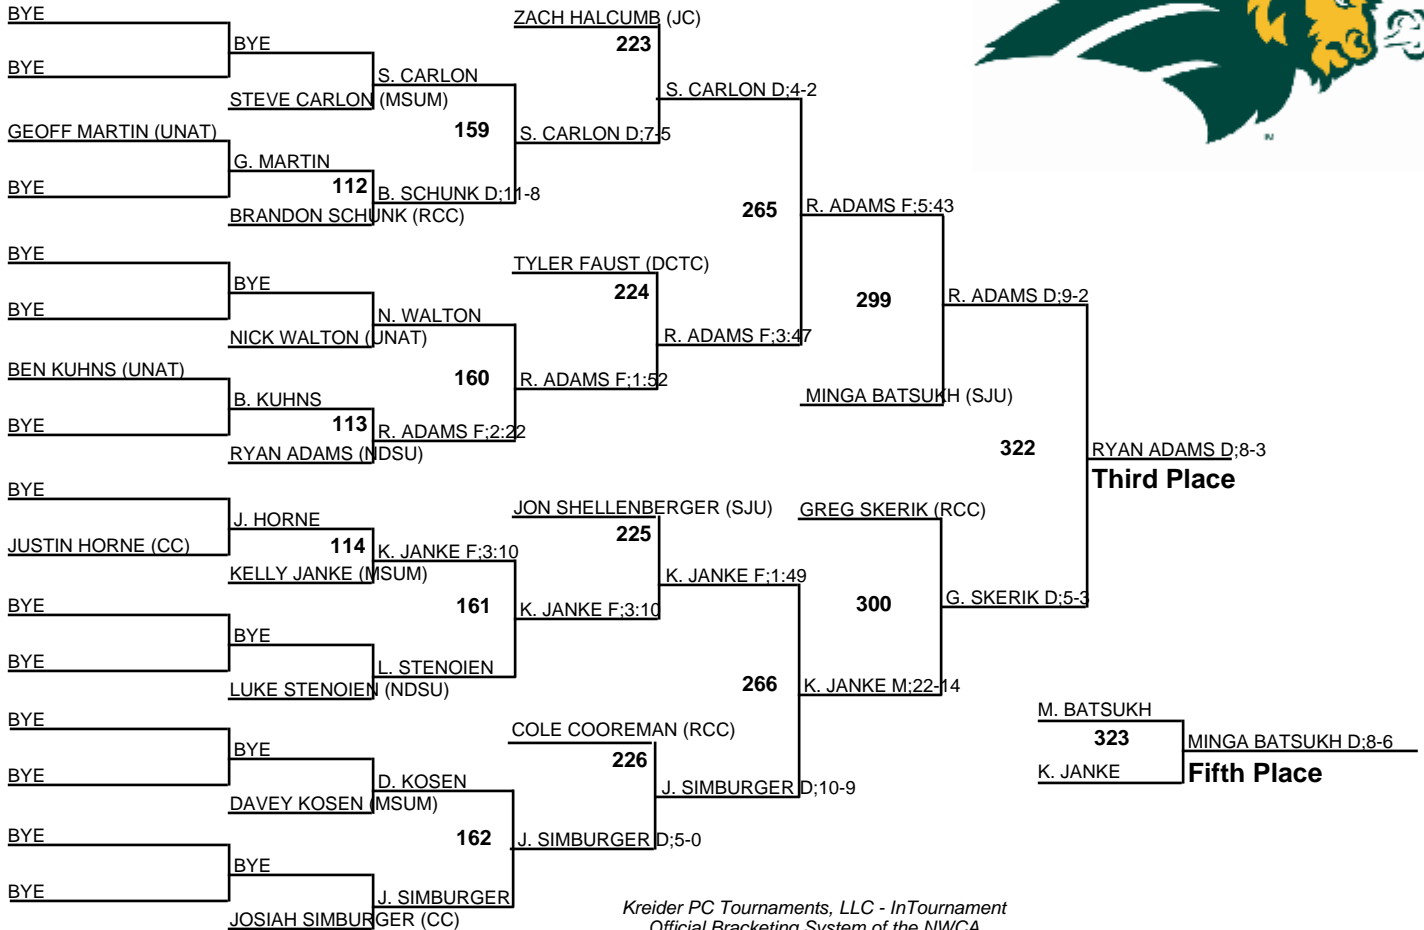 BYE
BYE
BYE
STEVE CARLON (MSUM)
S. CARLON
GEOFF MARTIN (UNAT)
BYE
G. MARTIN
112
BRANDON SCHUNK (RCC)
B. SCHUNK D;11-8
159
S. CARLON D;7-5
ZACH HALCUMB (JC)
223
S. CARLON D;4-2
BYE
BYE
BYE
NICK WALTON (UNAT)
N. WALTON
BEN KUHNS (UNAT)
BYE
B. KUHNS
113
RYAN ADAMS (NDSU)
R. ADAMS F;2:22
160
R. ADAMS F;1:52
TYLER FAUST (DCTC)
224
R. ADAMS F;3:47
265
R. ADAMS F;5:43
299
MINGA BATSUKH (SJU)
R. ADAMS D;9-2
BYE
JUSTIN HORNE (CC)
J. HORNE
114
KELLY JANKE (MSUM)
K. JANKE F;3:10
BYE
BYE
BYE
LUKE STENOIEN (NDSU)
L. STENOIEN
161
K. JANKE F;3:10
JON SHELLENBERGER (SJU)
225
K. JANKE F;1:49
BYE
BYE
BYE
DAVEY KOSEN (MSUM)
D. KOSEN
BYE
BYE
BYE
JOSIAH SIMBURGER (CC)
J. SIMBURGER
162
J. SIMBURGER D;5-0
COLE COOREMAN (RCC)
226
J. SIMBURGER D;10-9
266
K. JANKE M;22-14
GREG SKERIK (RCC)
300
G. SKERIK D;5-3
322
RYAN ADAMS D;8-3
Third Place
M. BATSUKH
323
K. JANKE
MINGA BATSUKH D;8-6
Fifth Place
Kreider PC Tournaments, LLC - InTournament
Official Bracketing System of the NWCA